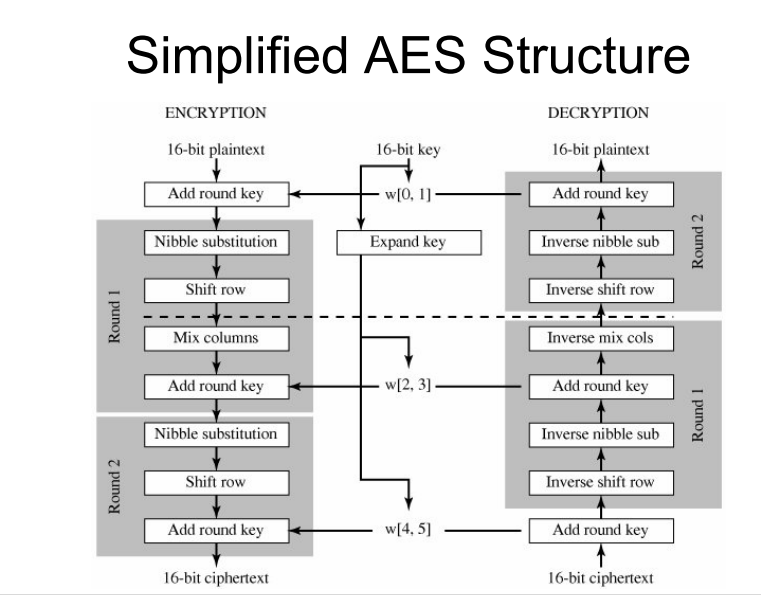 Simplified AES Structure
ENCRYPTION
16-bit plaintext
Add round key
Round 1
Nibble substitution
Shift row
Mix columns
Add round key
Round 2
Nibble substitution
Shift row
Add round key
16-bit ciphertext
16-bit key
w[0, 1]
Expand key
w[2, 3]
w[4, 5]
DECRYPTION
16-bit plaintext
Add round key
Inverse nibble sub
Inverse shift row
Round 2
Inverse mix cols
Add round key
Inverse nibble sub
Inverse shift row
Round 1
Add round key
16-bit ciphertext